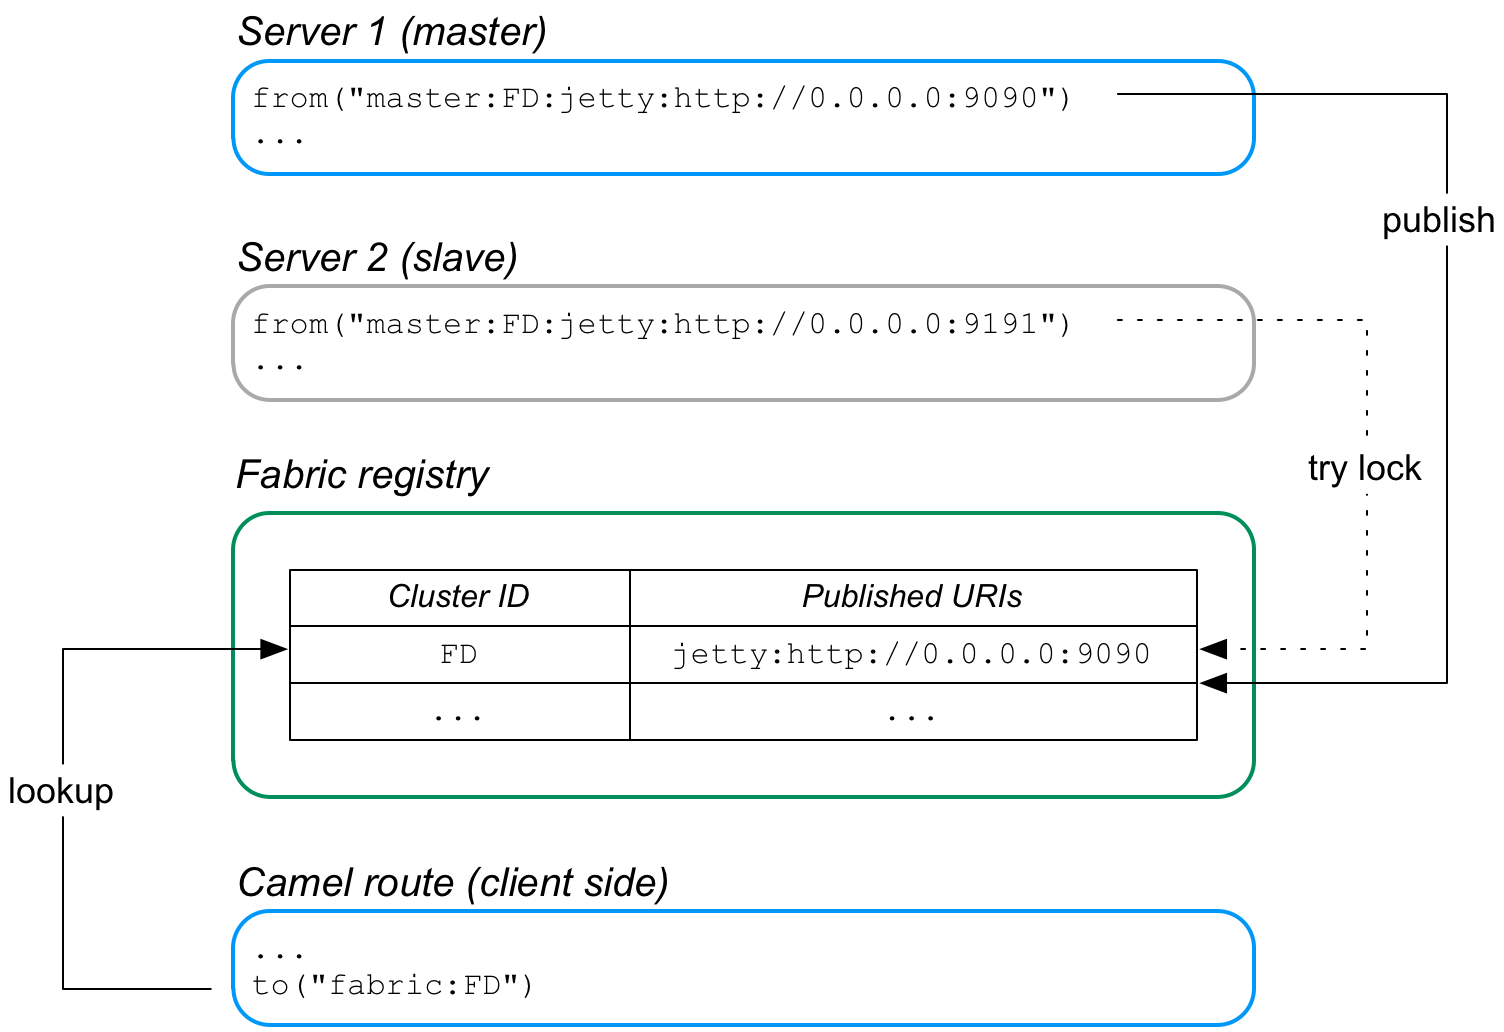 Server 1 (master)
from("master:FD:jetty:http://0.0.0.0:9090")
...
publish
Server 2 (slave)
from("master:FD:jetty:http://0.0.0.0:9191")
...
try lock
Fabric registry
Cluster ID Published URIs
FD jetty:http://0.0.0.0:9090
... ...
lookup
Camel route (client side)
...
to("fabric:FD")